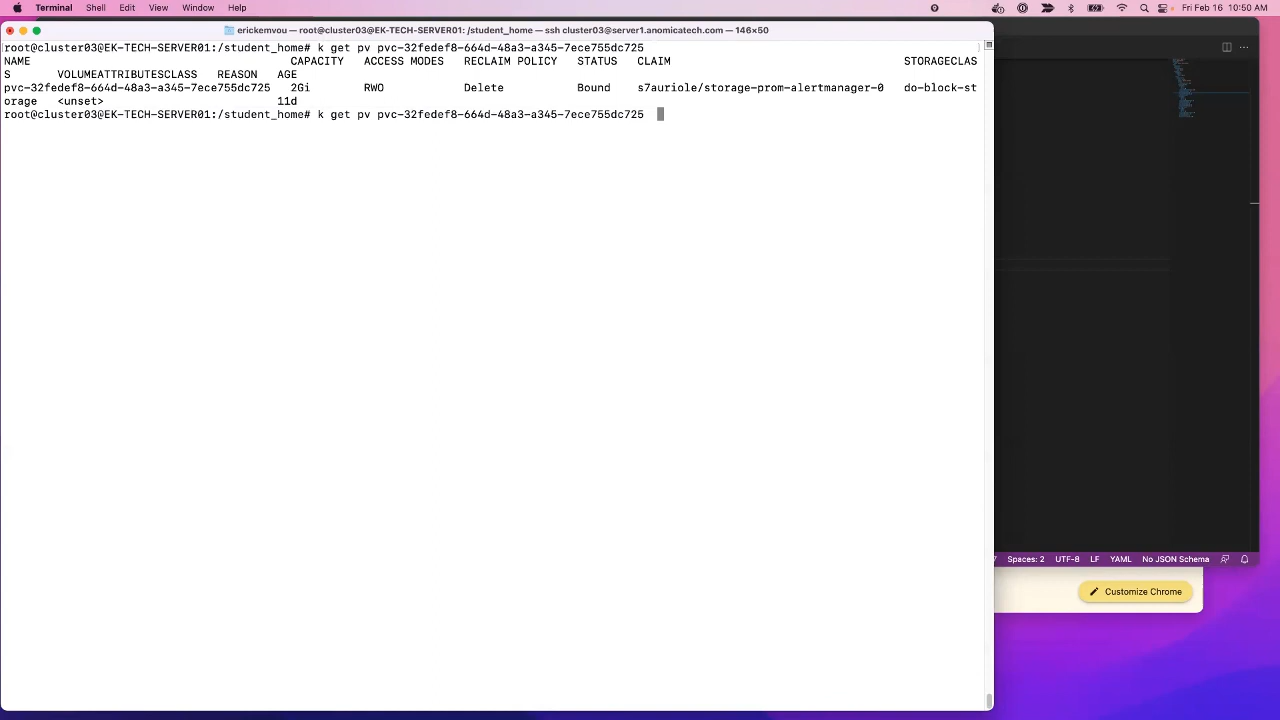 Terminal Shell Edit View Window Help Fri Feb 16 10:50 AM
erickemvou — root@cluster03@EK-TECH-SERVER01: /student_home — ssh cluster03@server1.anomicatech.com — 146×50
root@cluster03@EK-TECH-SERVER01:/student_home# k get pv pvc-32fedef8-664d-48a3-a345-7ece755dc725
NAME CAPACITY ACCESS MODES RECLAIM POLICY STATUS CLAIM STORAGECLAS
S VOLUMEATTRIBUTESCLASS REASON AGE
pvc-32fedef8-664d-48a3-a345-7ece755dc725 2Gi RWO Delete Bound s7auriole/storage-prom-alertmanager-0 do-block-st
orage <unset> 11d
root@cluster03@EK-TECH-SERVER01:/student_home# k get pv pvc-32fedef8-664d-48a3-a345-7ece755dc725
Spaces: 2 UTF-8 LF YAML No JSON Schema
Customize Chrome